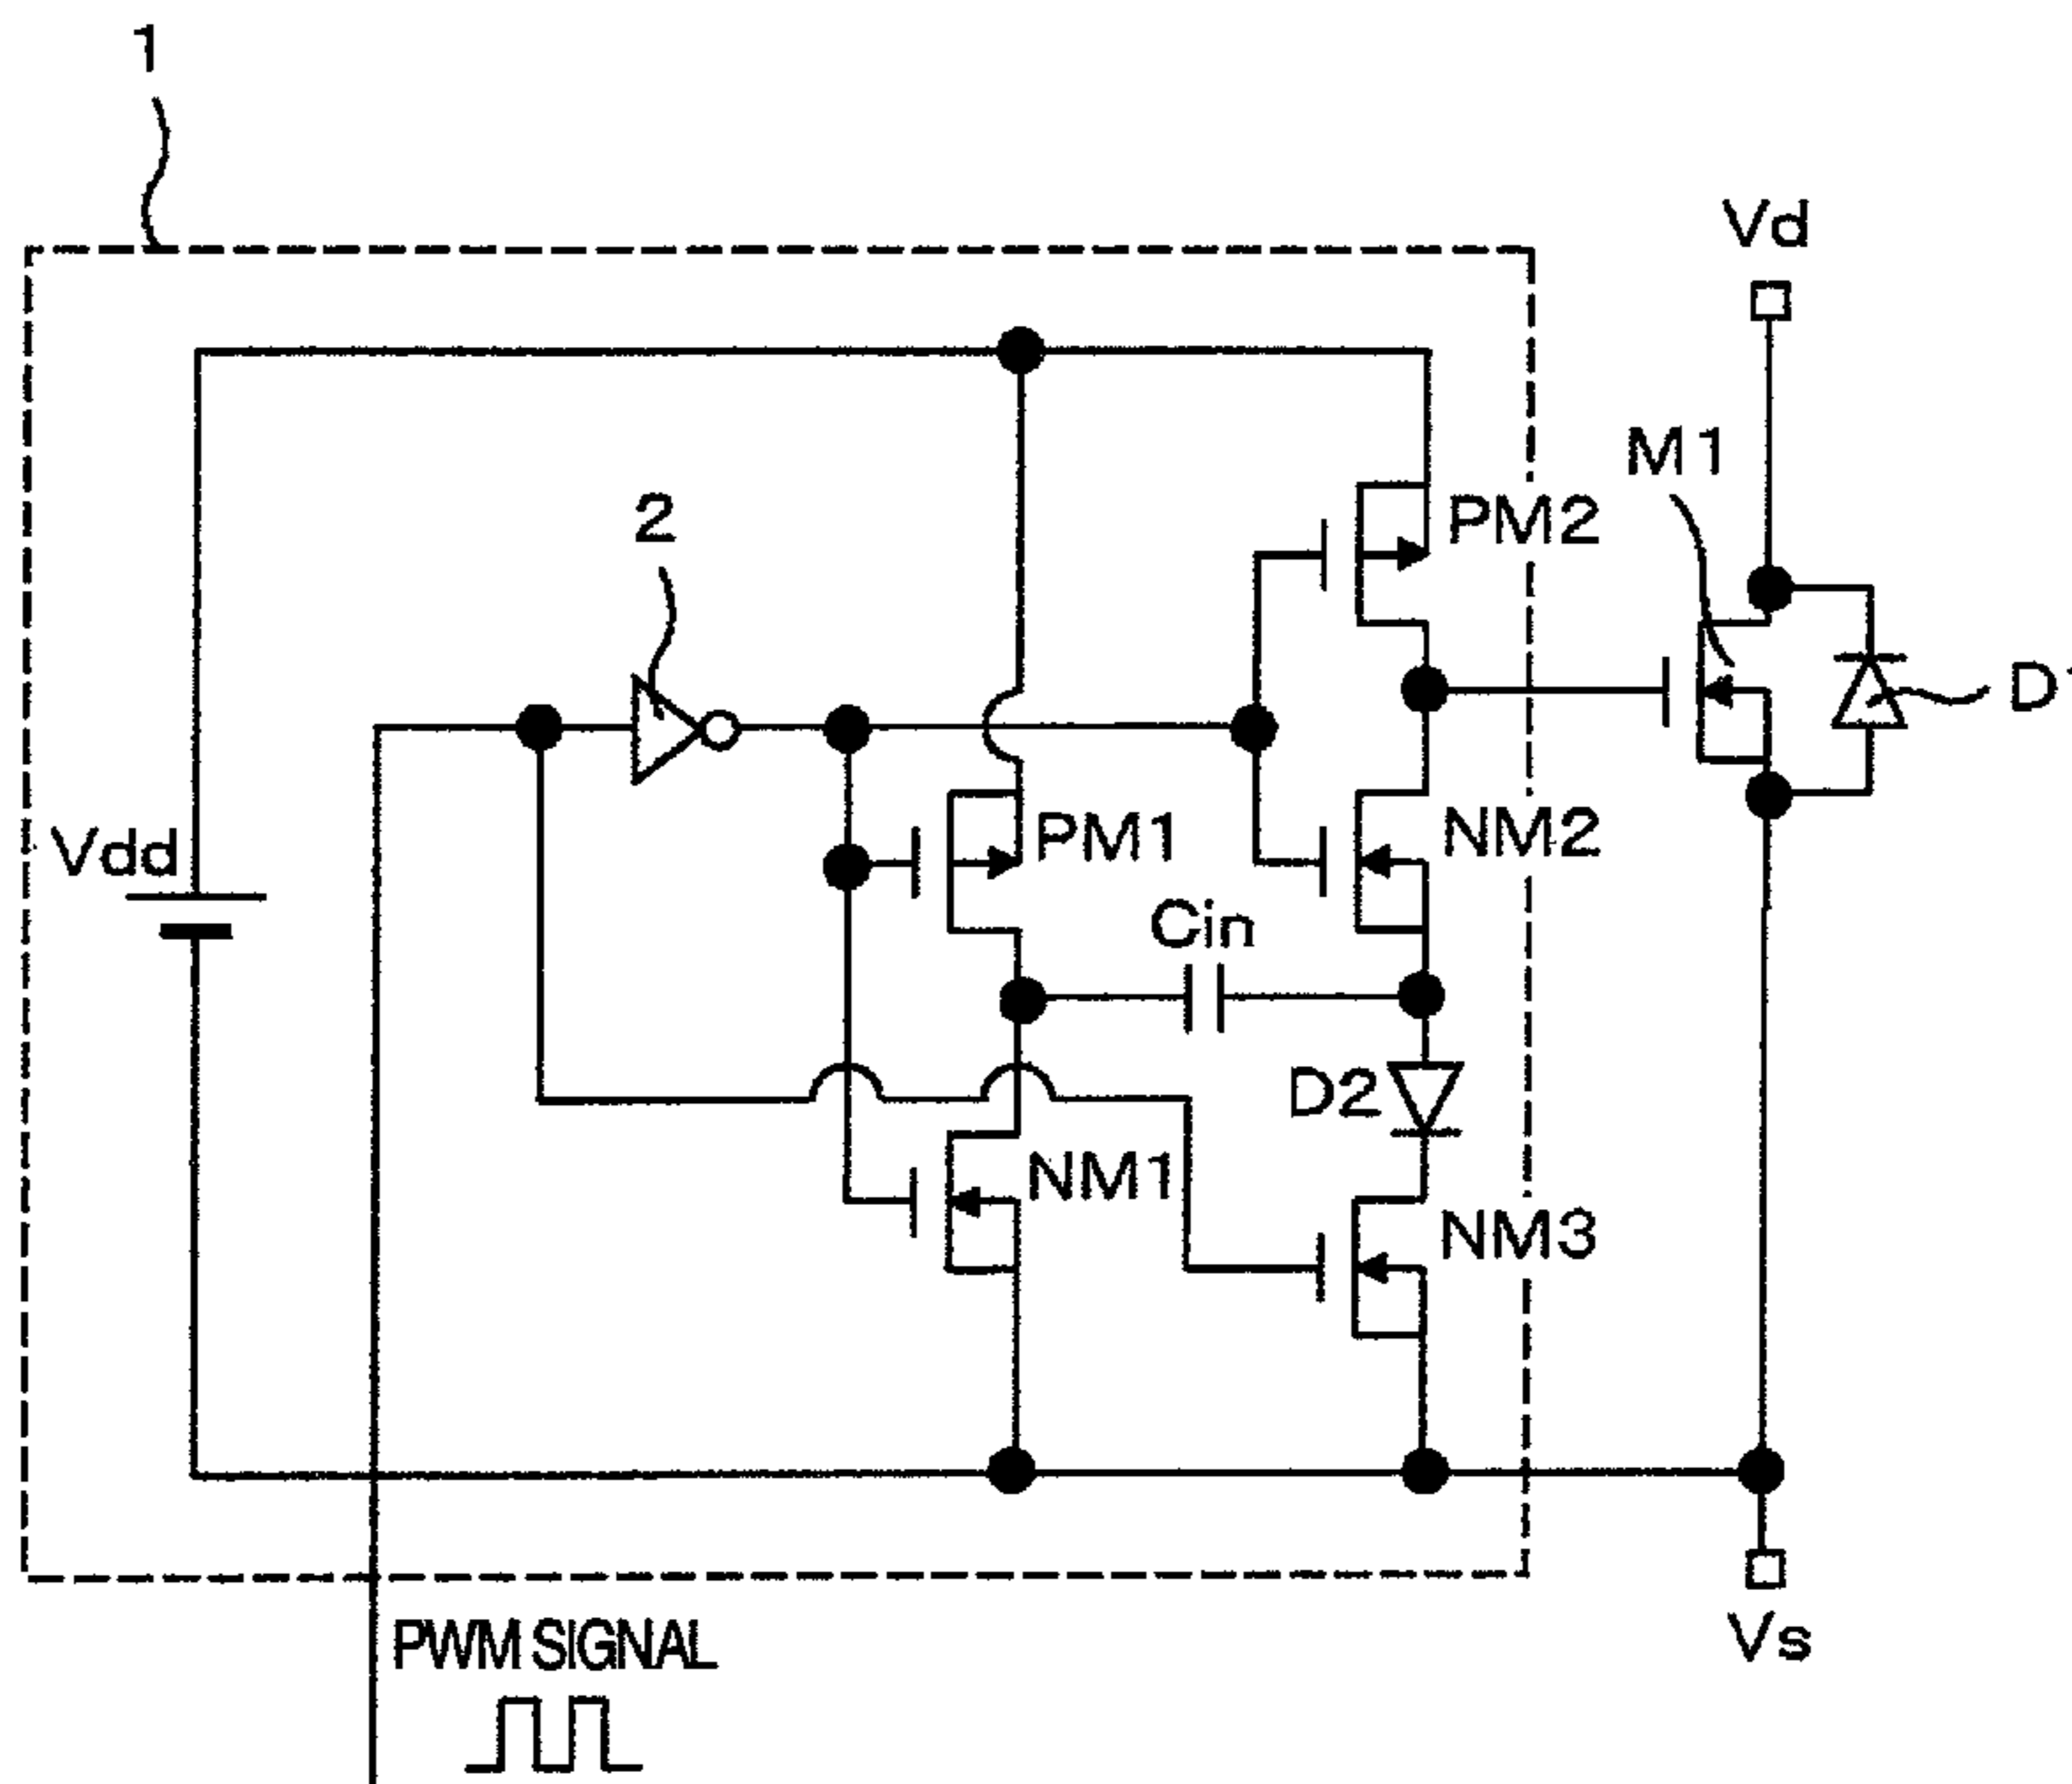 1
Vd
M1
2
PM2
D1
Vdd
PM1
NM2
Cin
D2
NM1
NM3
PWM SIGNAL
Vs